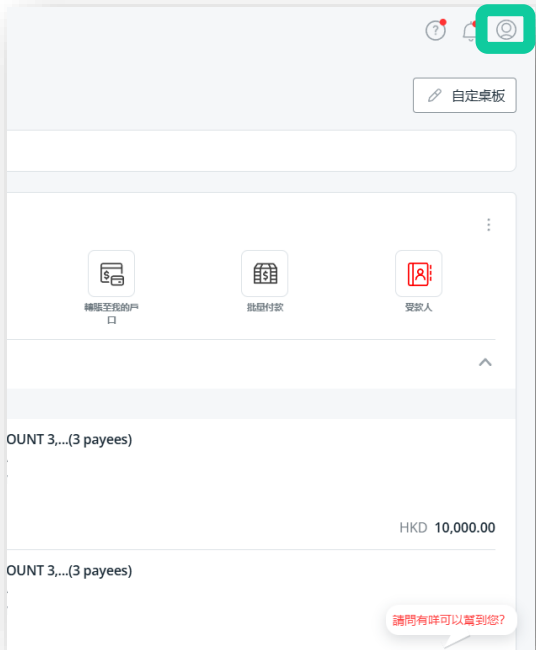 自定桌板
轉賬至我的戶
口
批量付款
受款人
OUNT 3,...(3 payees)
HKD 10,000.00
OUNT 3,...(3 payees)
請問有咩可以幫到您？